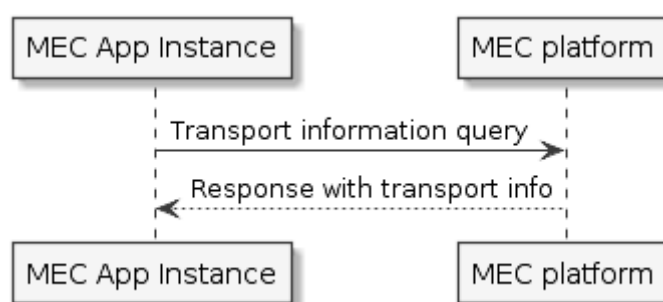 MEC App Instance
MEC platform
Transport information query
Response with transport info
MEC App Instance
MEC platform